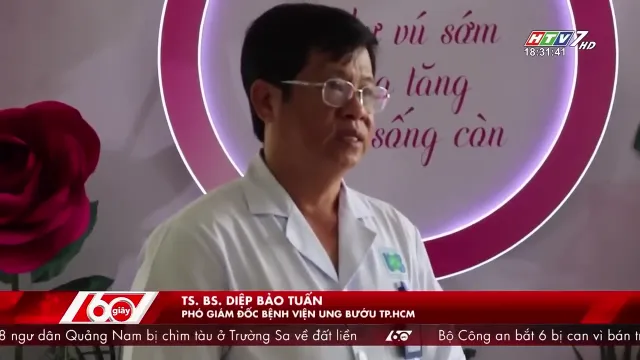 vú sớm
tăng
sống còn
HTV7 HD
18:31:41
TS. BS. DIỆP BẢO TUẤN
PHÓ GIÁM ĐỐC BỆNH VIỆN UNG BƯỚU TP.HCM
60 giây
8 ngư dân Quảng Nam bị chìm tàu ở Trường Sa về đất liền
60
Bộ Công an bắt 6 bị can vì bán t